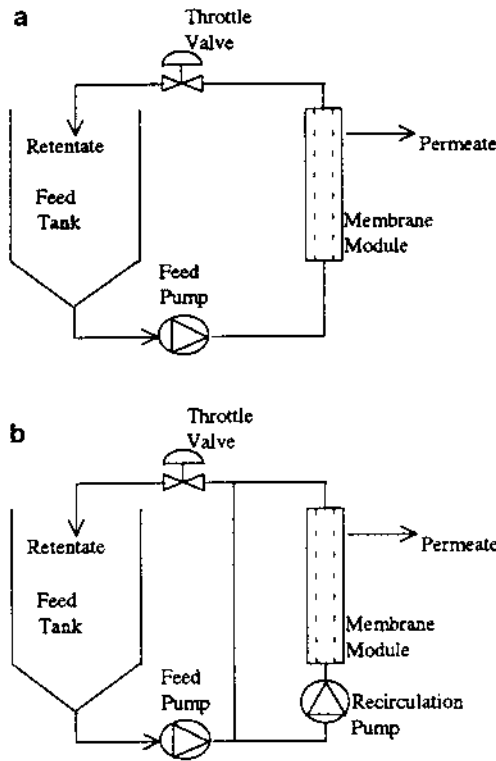 a
Throttle
Valve
Retentate
Permeate
Feed
Tank
Membrane
Module
Feed
Pump
b
Throttle
Valve
Retentate
Permeate
Feed
Tank
Membrane
Module
Feed
Pump
Recirculation
Pump